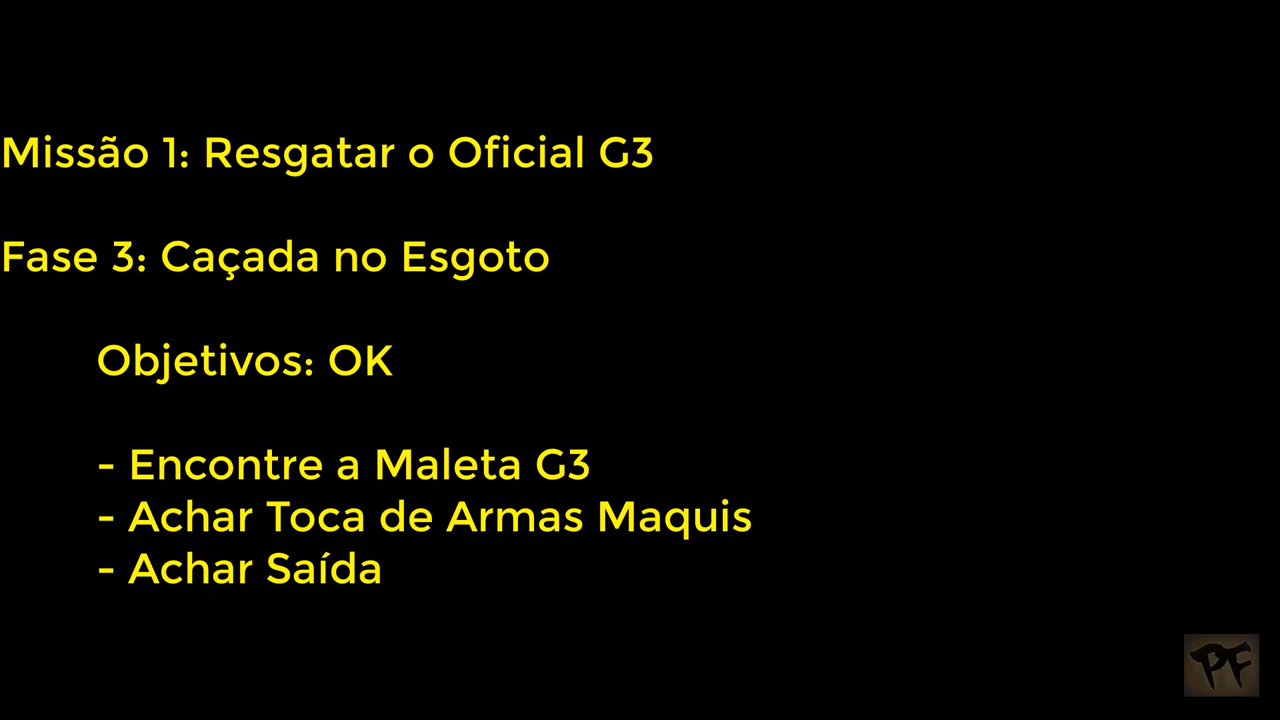 Missão 1: Resgatar o Oficial G3
Fase 3: Caçada no Esgoto
Objetivos: OK
- Encontre a Maleta G3
- Achar Toca de Armas Maquis
- Achar Saída
PF